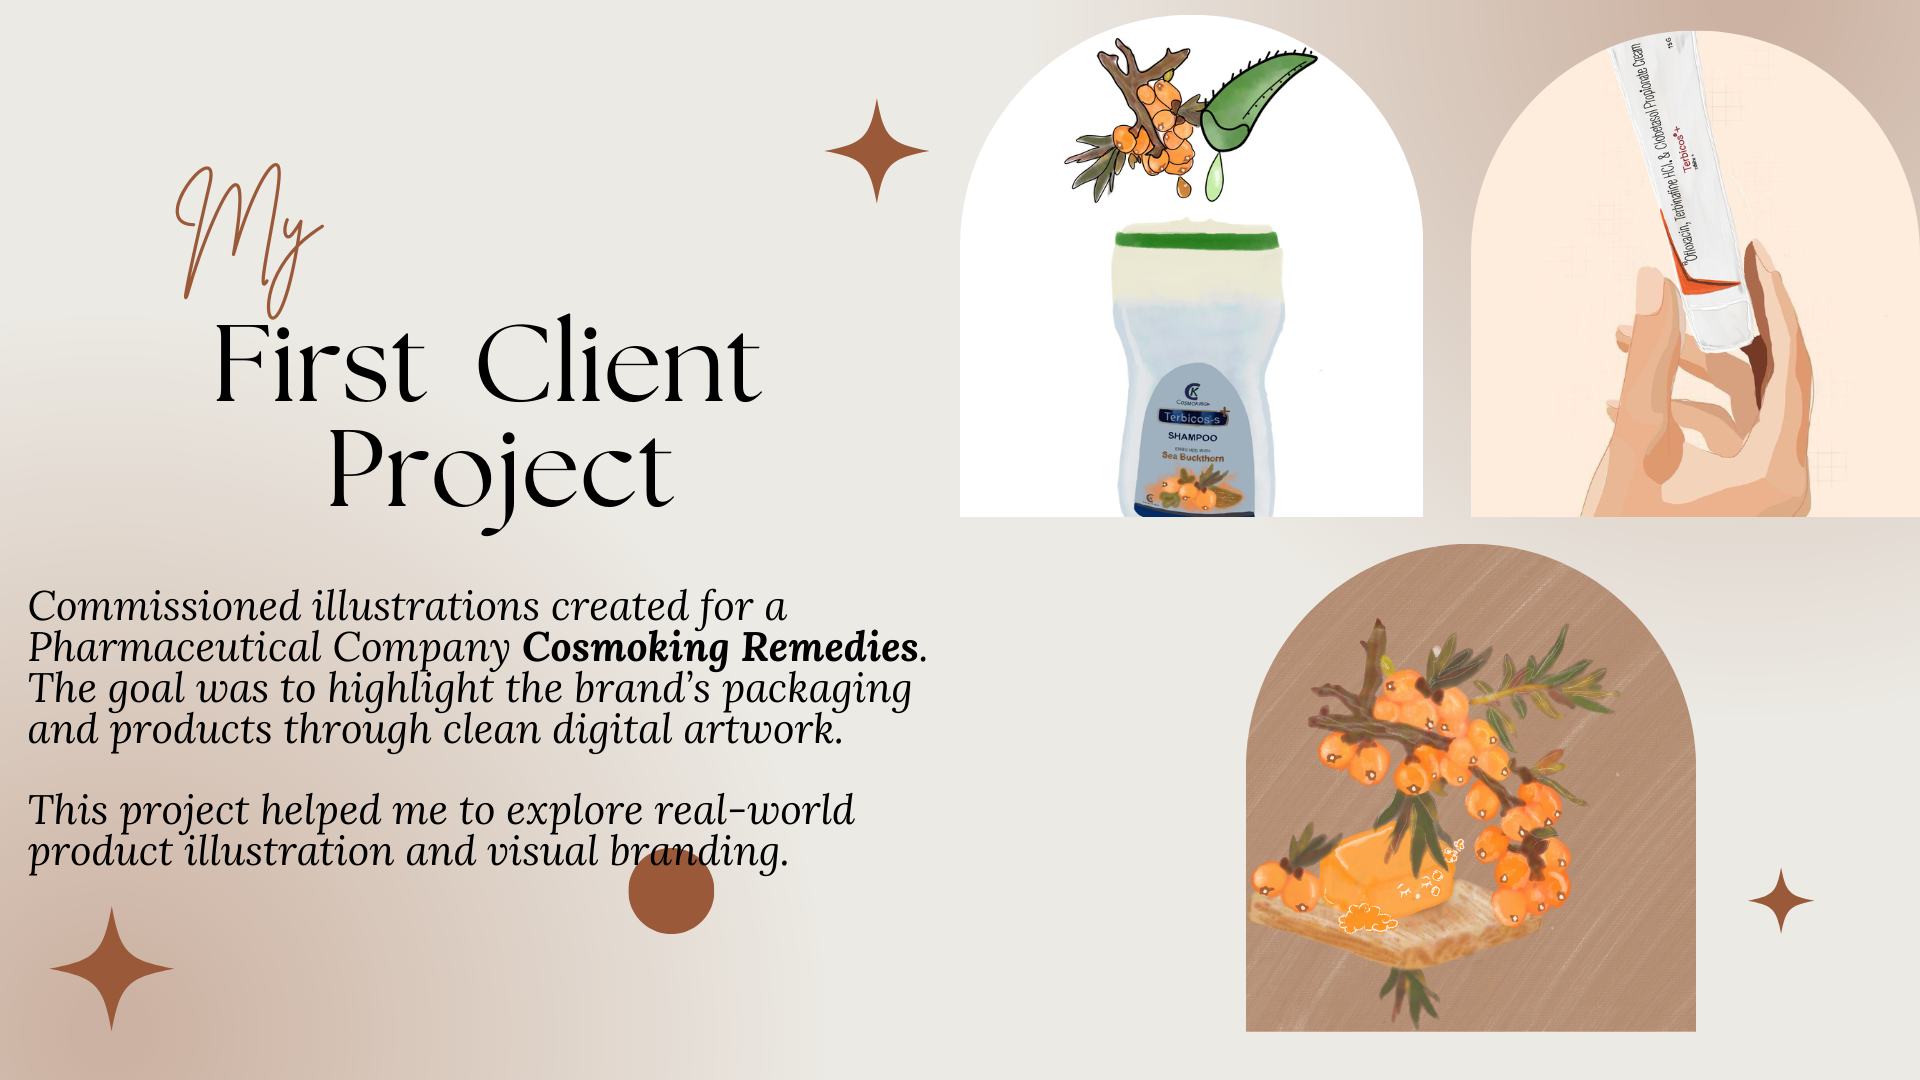 My
First Client
Project
Commissioned illustrations created for a
Pharmaceutical Company Cosmoking Remedies.
The goal was to highlight the brand’s packaging
and products through clean digital artwork.
This project helped me to explore real-world
product illustration and visual branding.
CK
Terbicos-s+
SHAMPOO
Sea Buckthorn
"Ofloxacin, Terbinafine HCl, & Clobetasol Propionate Cream
Terbicos®+
15G